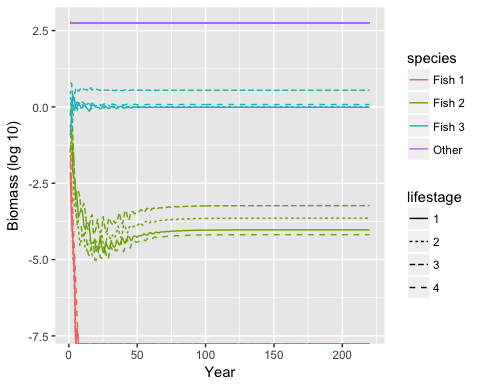 2.5
0.0
-2.5
-5.0
-7.5
Biomass (log 10)
0
50
100
150
200
Year
species
Fish 1
Fish 2
Fish 3
Other
lifestage
1
2
3
4